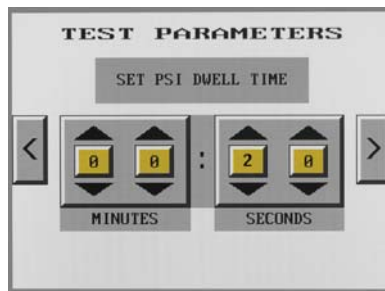 TEST PARAMETERS
SET PSI DWELL TIME
< 0 0 : 2 0 >
MINUTES SECONDS